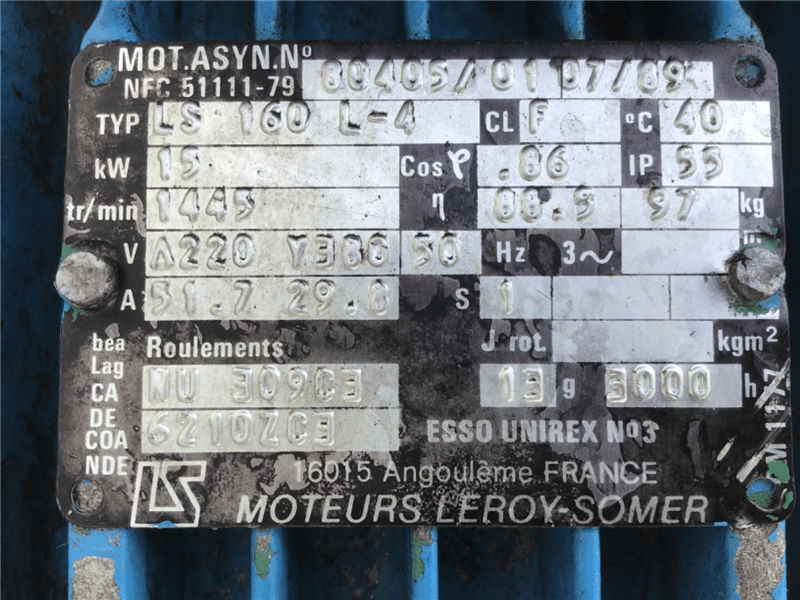 MOT.ASYN.Nº 80405/01 07/89
NFC 51111-79
TYP LS 160 L-4 CL F ºC 40
kW 15 Cos φ .86 IP 55
tr/min 1445 η 88.5 97 kg
V Δ220 Y380 50 Hz 3~
A 51.7 29.8 S 1
bea Roulements J rot. kgm²
Lag
CA NU 309C3 13 g 3000 h
DE
COA 6210ZC3 ESSO UNIREX Nº3
NDE 16015 Angoulême FRANCE
LS MOTEURS LEROY-SOMER